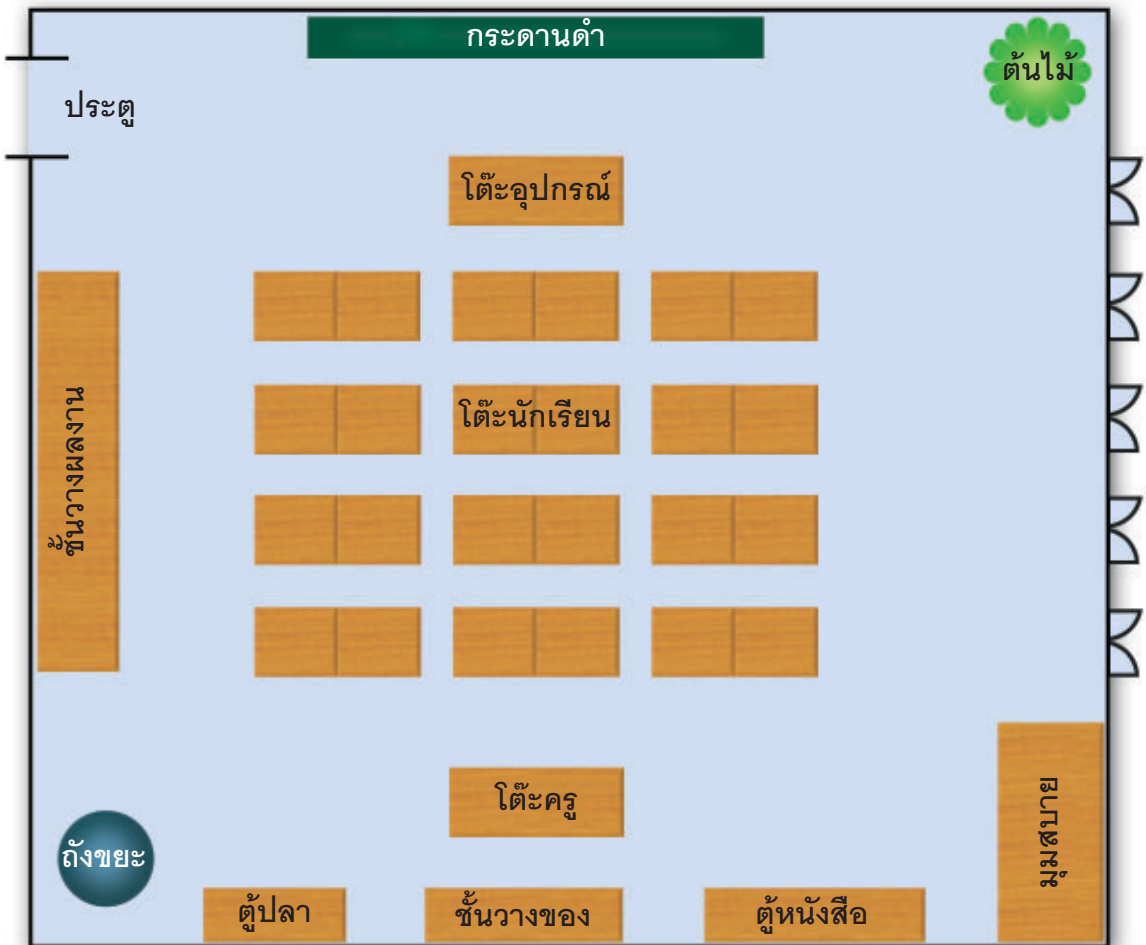 กระดานดำ
ต้นไม้
ประตู
โต๊ะอุปกรณ์
โต๊ะนักเรียน
ชั้นวางผลงาน
โต๊ะครู
มุมสบาย
ถังขยะ
ตู้ปลา
ชั้นวางของ
ตู้หนังสือ